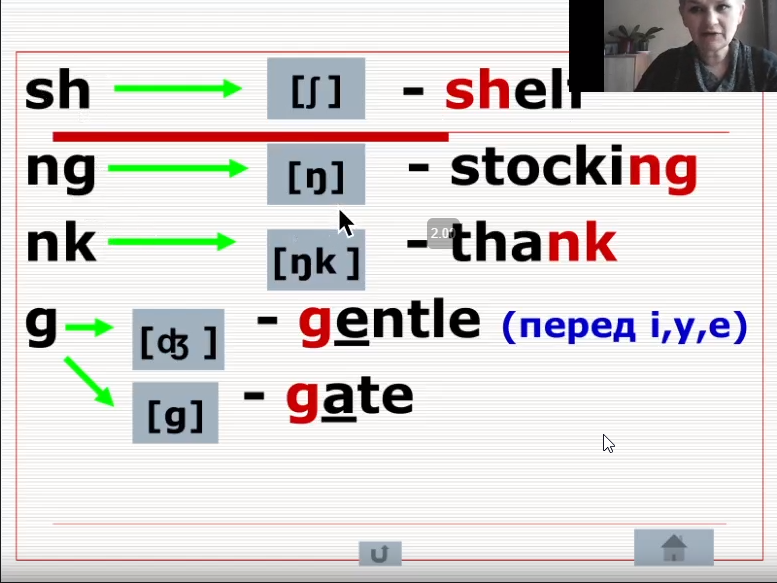 sh [ʃ] - shelf
ng [ŋ] - stocking
nk [ŋk ] - thank
g [ʤ ] - gentle (перед i,y,e)
[g] - gate